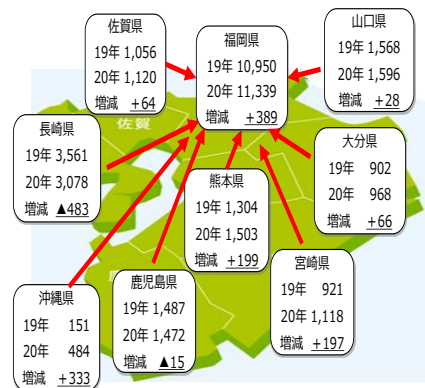 佐賀県
19年 1,056
20年 1,120
増減 +64
福岡県
19年 10,950
20年 11,339
増減 +389
山口県
19年 1,568
20年 1,596
増減 +28
佐賀
長崎県
19年 3,561
20年 3,078
増減 ▲483
大分県
19年 902
20年 968
増減 +66
熊本県
19年 1,304
20年 1,503
増減 +199
宮崎県
19年 921
20年 1,118
増減 +197
鹿児島県
19年 1,487
20年 1,472
増減 ▲15
沖縄県
19年 151
20年 484
増減 +333